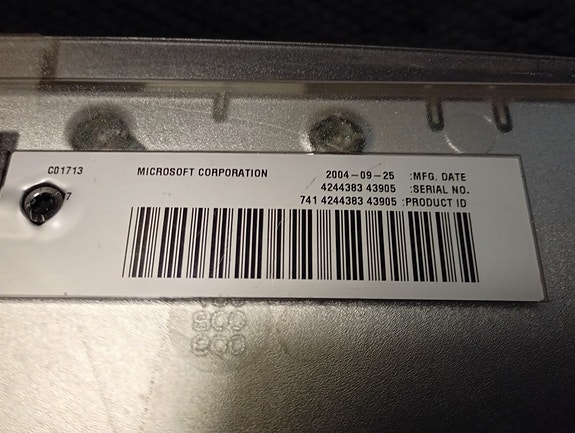 C01713 MICROSOFT CORPORATION 2004-09-25 :MFG. DATE
4244383 43905 :SERIAL NO.
741 4244383 43905 :PRODUCT ID